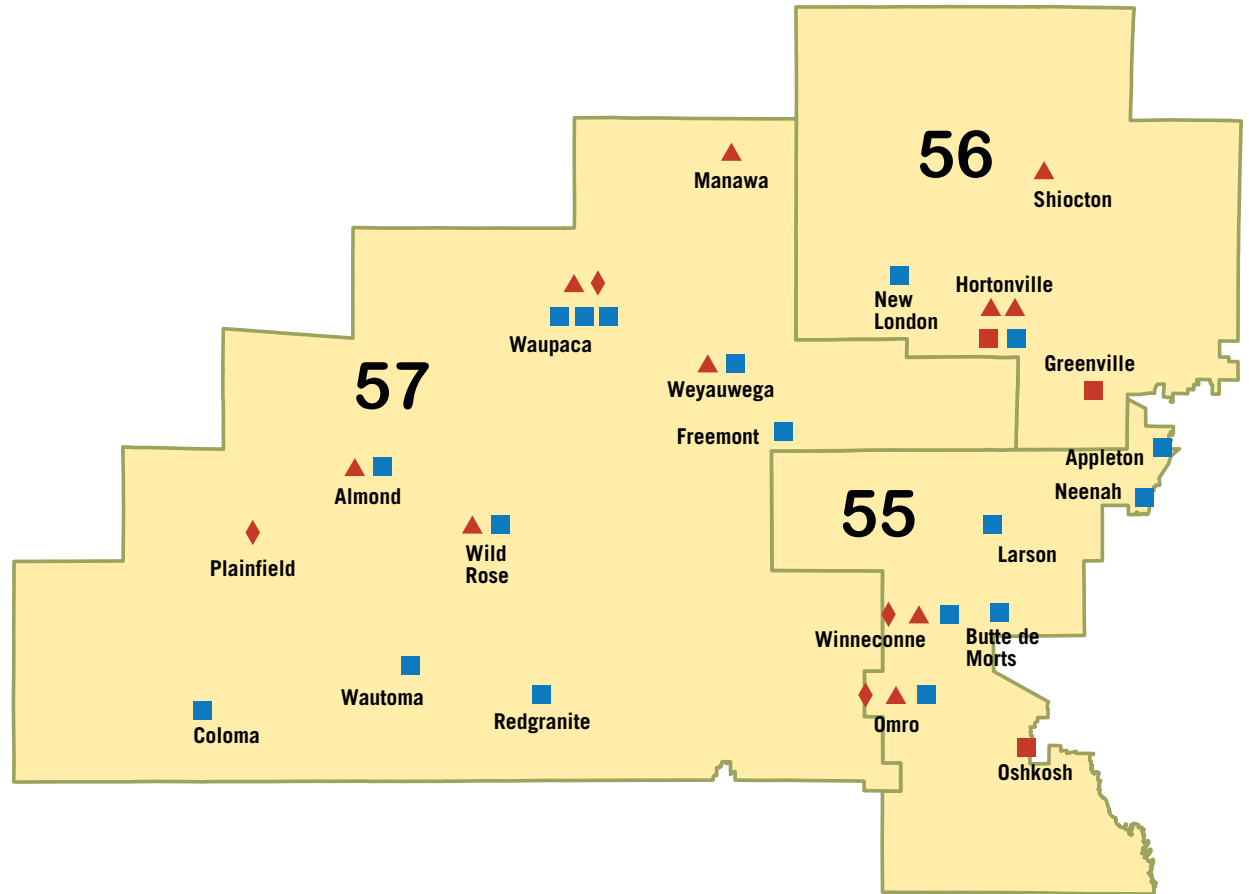 56
Manawa
Shiocton
Hortonville
New
London
Waupaca
Greenville
57
Weyauwega
Freemont
Appleton
Almond
Neenah
55
Larson
Plainfield
Wild
Rose
Winneconne
Butte de
Morts
Wautoma
Redgranite
Omro
Coloma
Oshkosh